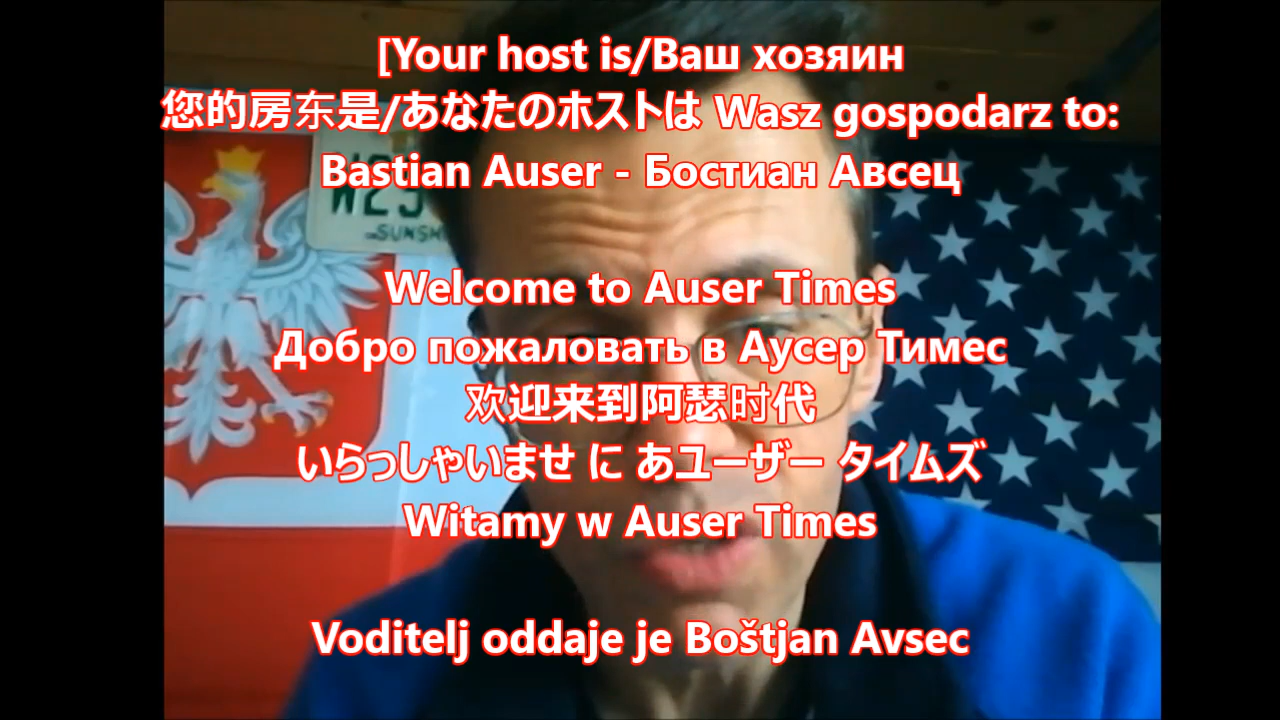 [Your host is/Ваш хозяин
您的房东是/あなたのホストは Wasz gospodarz to:
Bastian Auser - Бостиан Авсец
SUNSH
Welcome to Auser Times
Добро пожаловать в Аусер Тимес
欢迎来到阿瑟时代
いらっしゃいませ に あユーザー タイムズ
Witamy w Auser Times
Voditelj oddaje je Boštjan Avsec